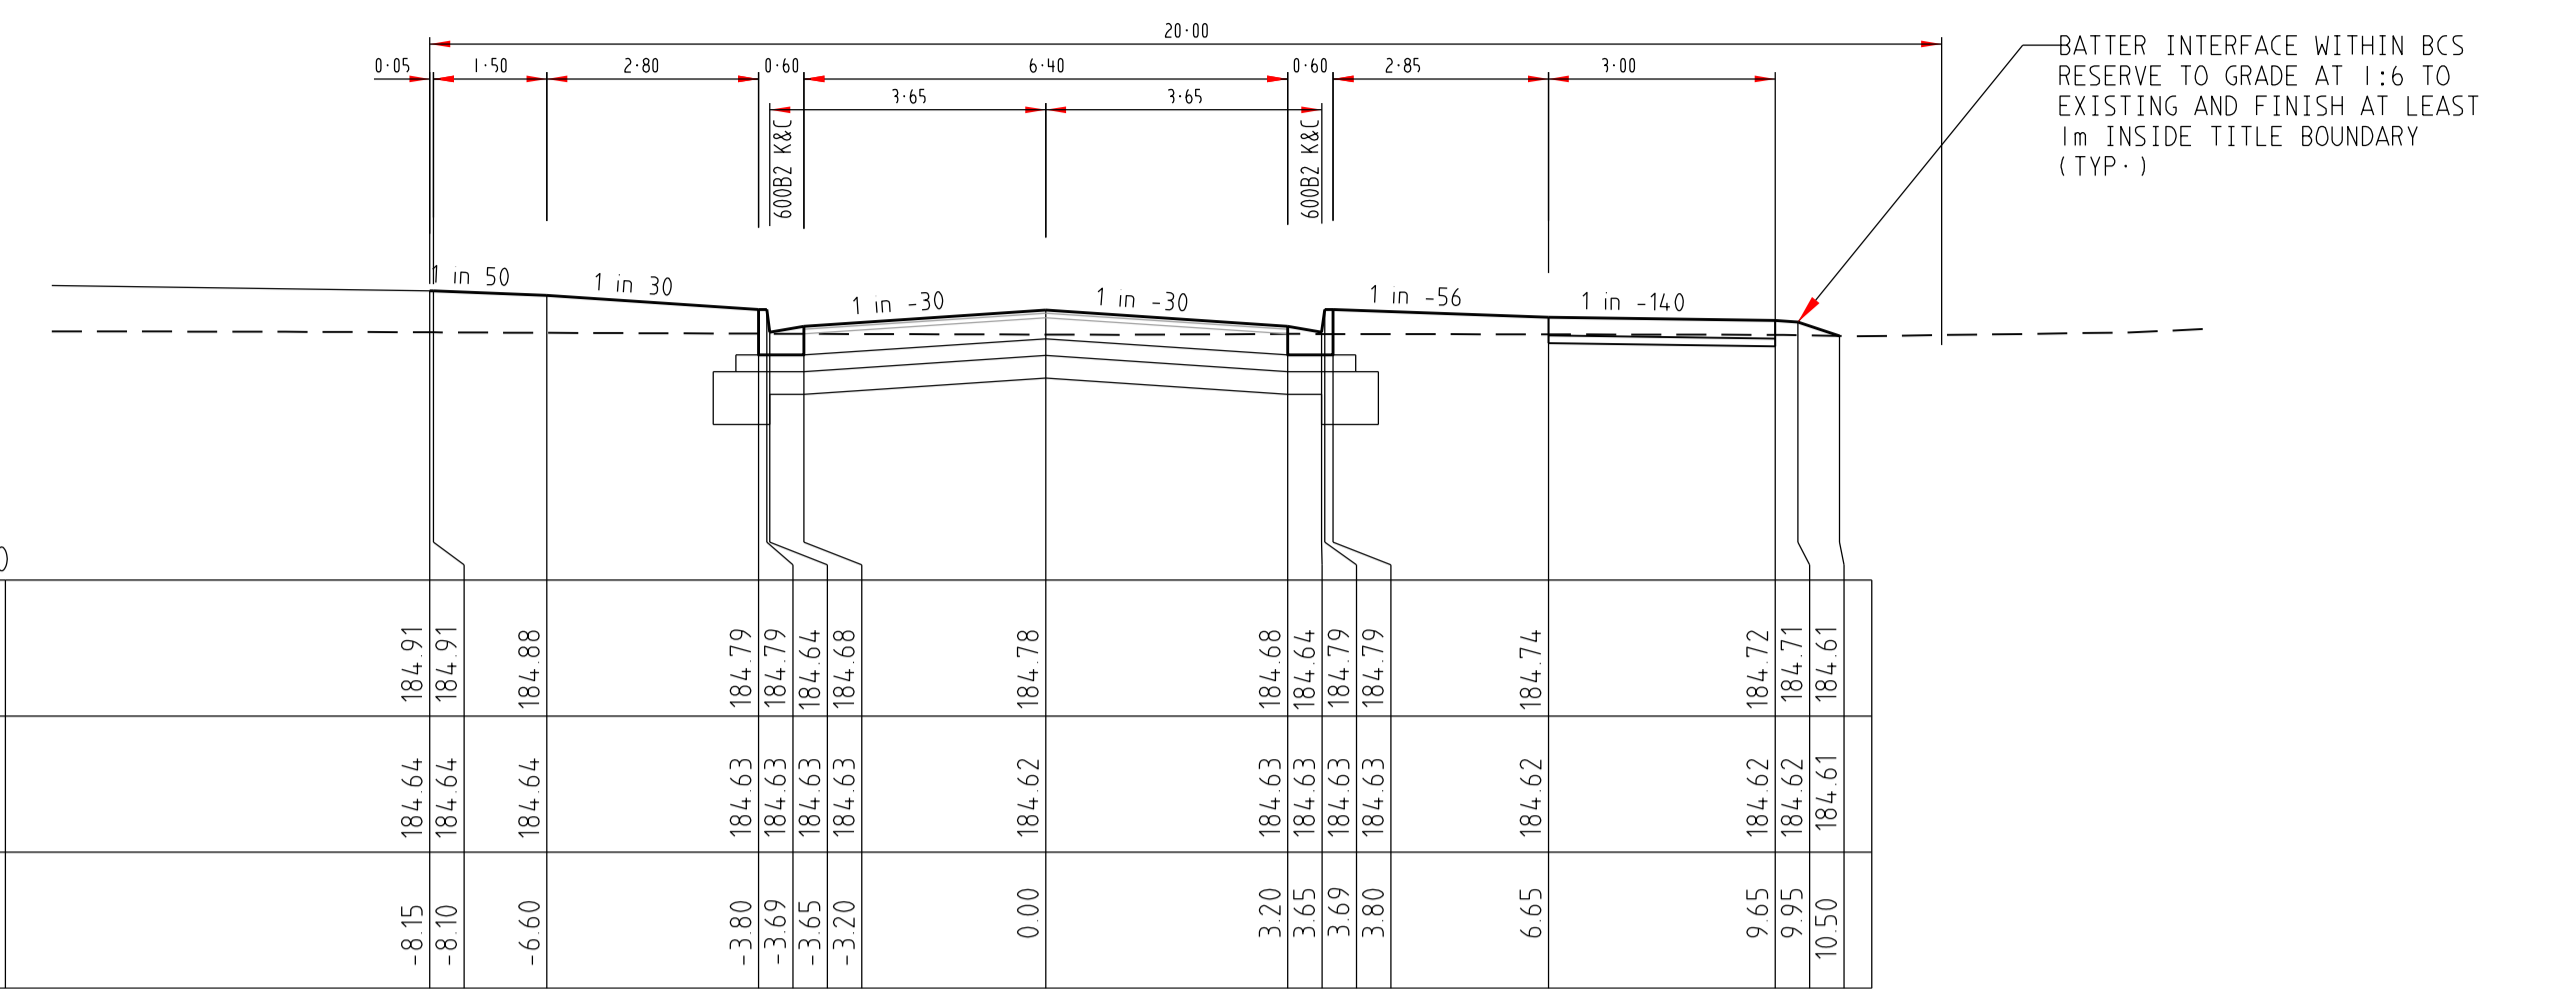 20·00
0·05 1·50 2·80 0·60 6·40 0·60 2·85 3·00
3·65 3·65
600B2 K&C 600B2 K&C
BATTER INTERFACE WITHIN BCS
RESERVE TO GRADE AT 1:6 TO
EXISTING AND FINISH AT LEAST
1m INSIDE TITLE BOUNDARY
(TYP·)
1 in 50 1 in 30 1 in -30 1 in -30 1 in -56 1 in -140
184.91 184.91 184.88 184.79 184.79 184.64 184.68 184.78 184.68 184.64 184.79 184.79 184.74 184.72 184.71 184.61
184.64 184.64 184.64 184.63 184.63 184.63 184.63 184.62 184.63 184.63 184.63 184.63 184.62 184.62 184.62 184.61
-8.15 -8.10 -6.60 -3.80 -3.69 -3.65 -3.20 0.00 3.20 3.65 3.69 3.80 6.65 9.65 9.95 10.50